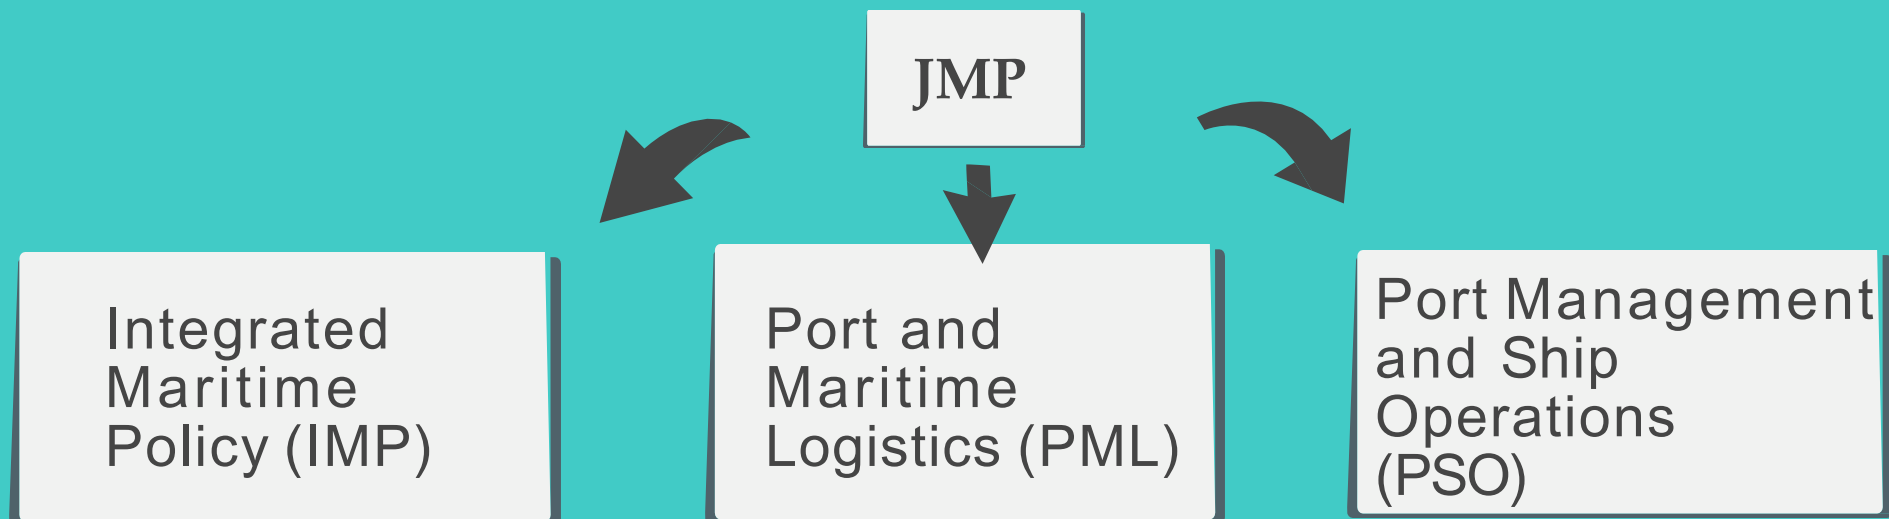 JMP
Integrated
Maritime
Policy (IMP)
Port and
Maritime
Logistics (PML)
Port Management
and Ship
Operations
(PSO)